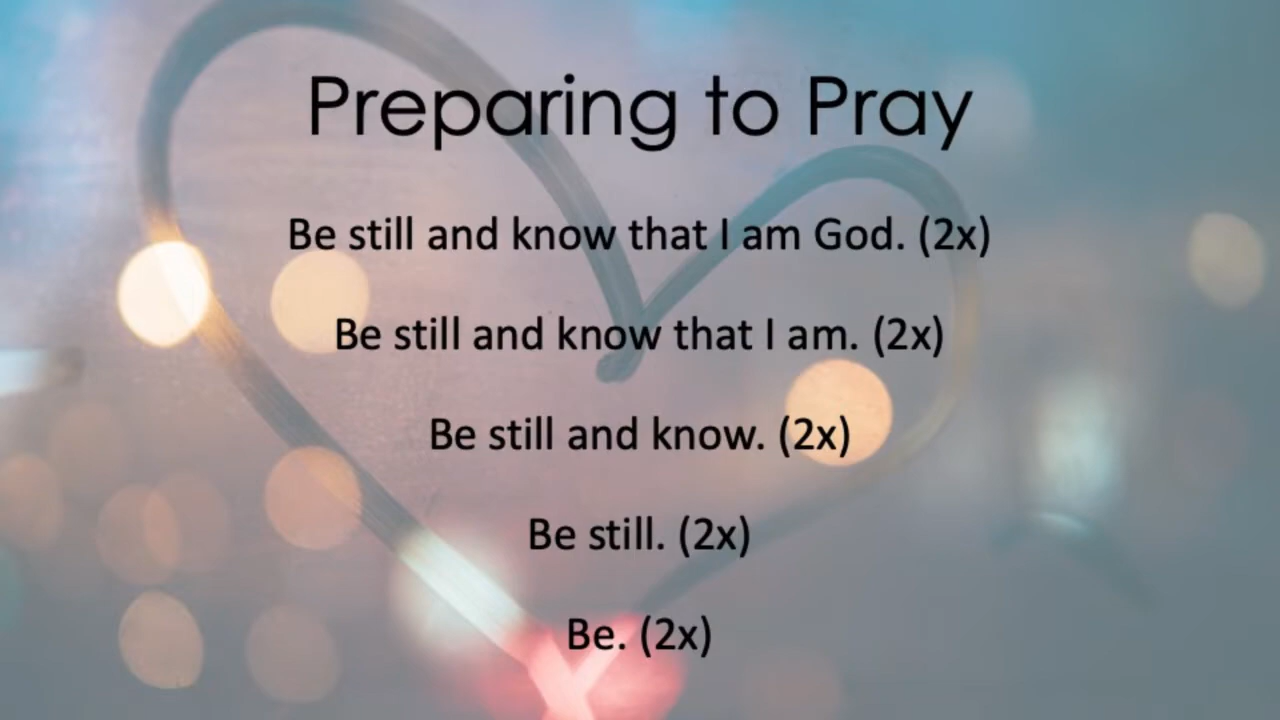 Preparing to Pray
Be still and know that I am God. (2x)
Be still and know that I am. (2x)
Be still and know. (2x)
Be still. (2x)
Be. (2x)